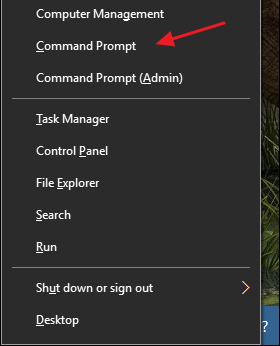 Computer Management
Command Prompt
Command Prompt (Admin)
Task Manager
Control Panel
File Explorer
Search
Run
Shut down or sign out
Desktop
?